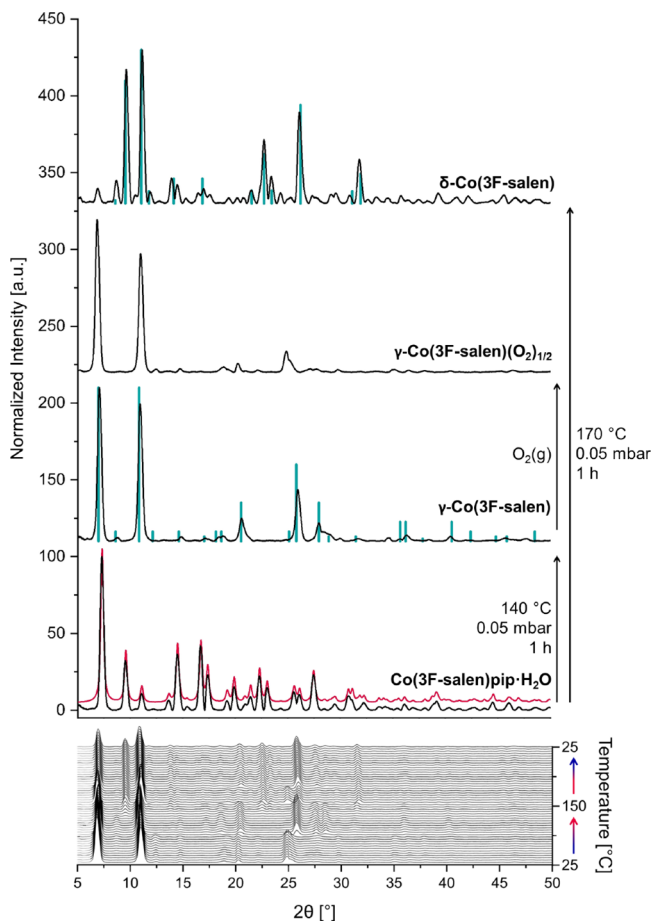 450
400
350
300
250
200
150
100
50
0
Normalized Intensity [a.u.]
δ-Co(3F-salen)
γ-Co(3F-salen)(O₂)₁/₂
O₂(g)
170 °C
0.05 mbar
1 h
γ-Co(3F-salen)
140 °C
0.05 mbar
1 h
Co(3F-salen)pip·H₂O
25
150
25
Temperature [°C]
5 10 15 20 25 30 35 40 45 50
2θ [°]